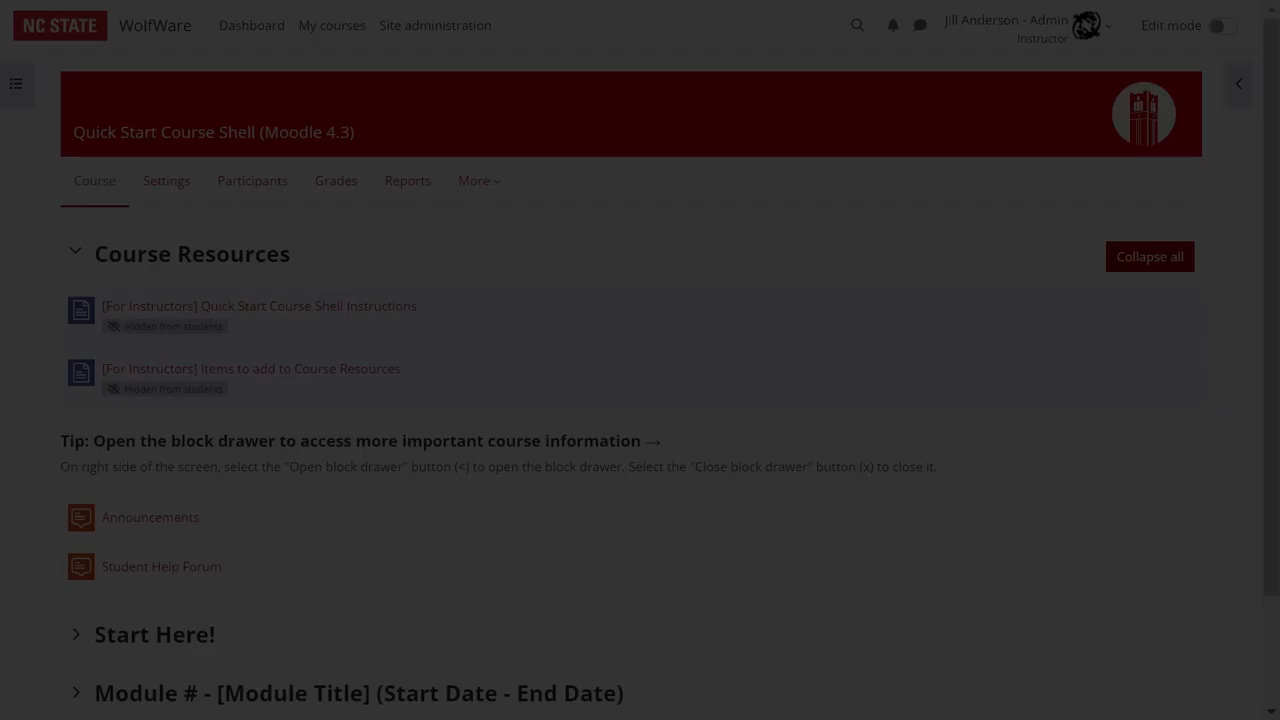 NC STATE
WolfWare
Dashboard
My courses
Site administration
Jill Anderson - Admin
Instructor
Edit mode
Quick Start Course Shell (Moodle 4.3)
Course
Settings
Participants
Grades
Reports
More
Course Resources
Collapse all
[For Instructors] Quick Start Course Shell Instructions
Hidden from students
[For Instructors] Items to add to Course Resources
Hidden from students
Tip: Open the block drawer to access more important course information →
On right side of the screen, select the "Open block drawer" button (<) to open the block drawer. Select the "Close block drawer" button (x) to close it.
Announcements
Student Help Forum
Start Here!
Module # - [Module Title] (Start Date - End Date)